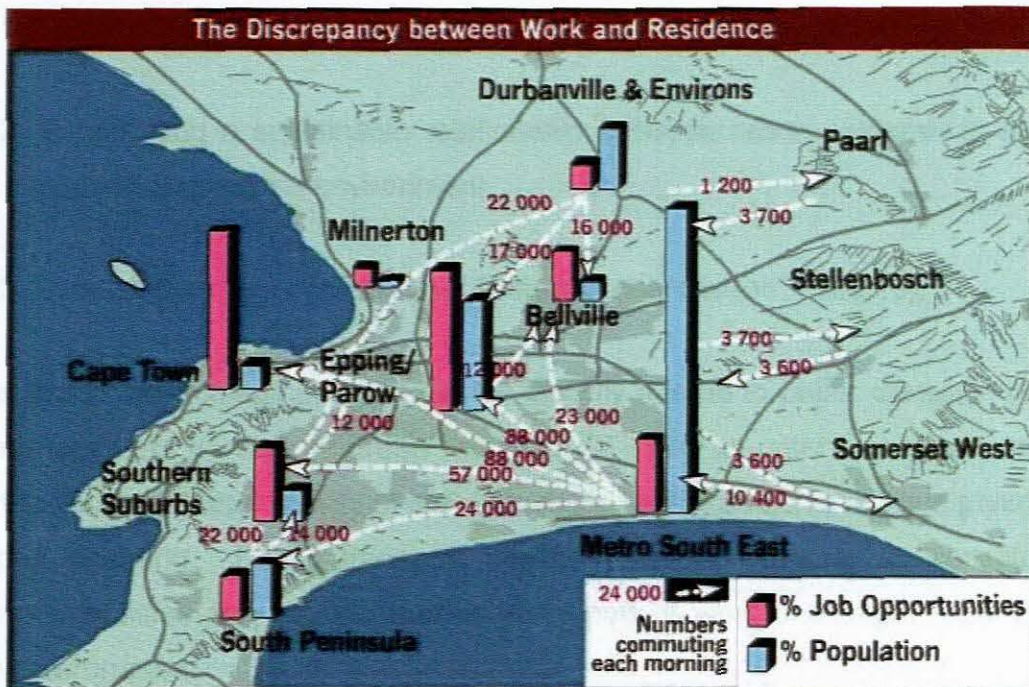 The Discrepancy between Work and Residence
Durbanville & Environs
Paarl
1 200
22 000
3 700
16 000
Milnerton
17 000
Stellenbosch
Bellville
3 700
Cape Town
Epping/
Parow
12 000
3 600
12 000
23 000
88 000
88 000
57 000
3 600
Somerset West
Southern
Suburbs
24 000
10 400
22 000
24 000
Metro South East
South Peninsula
24 000
Numbers
commuting
each morning
% Job Opportunities
% Population